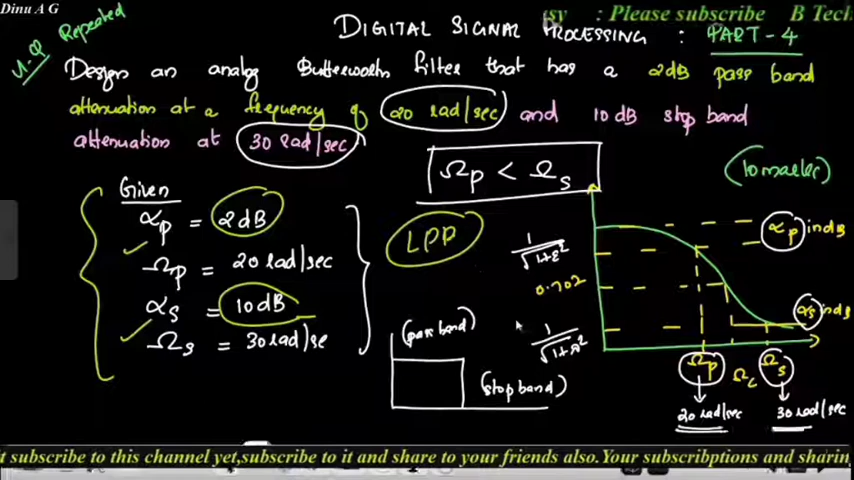 Dinu A G
asy : Please subscribe B Tech
U.Q Repeated
DIGITAL SIGNAL PROCESSING : PART-4
Design an analog Butterworth filter that has a 2dB pass band
attenuation at a frequency of 20 rad/sec and 10 dB stop band
attenuation at 30 rad/sec
Ωp < Ωs
(10 marks)
Given
αp = 2dB
Ωp = 20 rad/sec
αs = 10dB
Ωs = 30 rad/se
LPP
(pass band)
(stop band)
1/√1+ε²
0.707
1/√1+λ²
αp in dB
αs in dB
Ωp Ωc Ωs
20 rad/sec 30 rad/sec
t subscribe to this channel yet,subscribe to it and share to your friends also.Your subscribptions and sharin